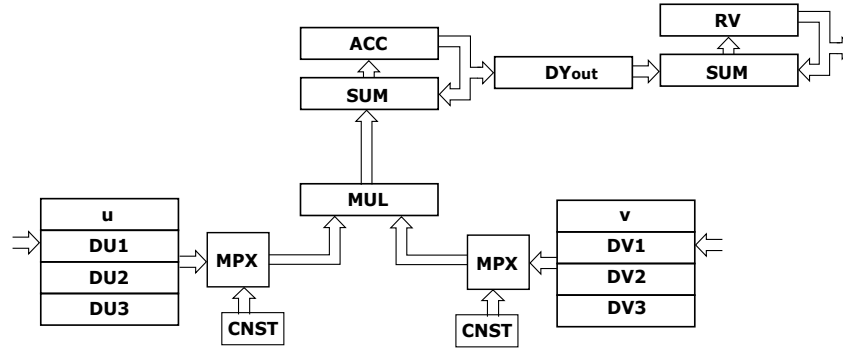 RV
ACC
DYout
SUM
SUM
MUL
u
v
DU1
MPX
DV1
MPX
DU2
DV2
DU3
DV3
CNST
CNST